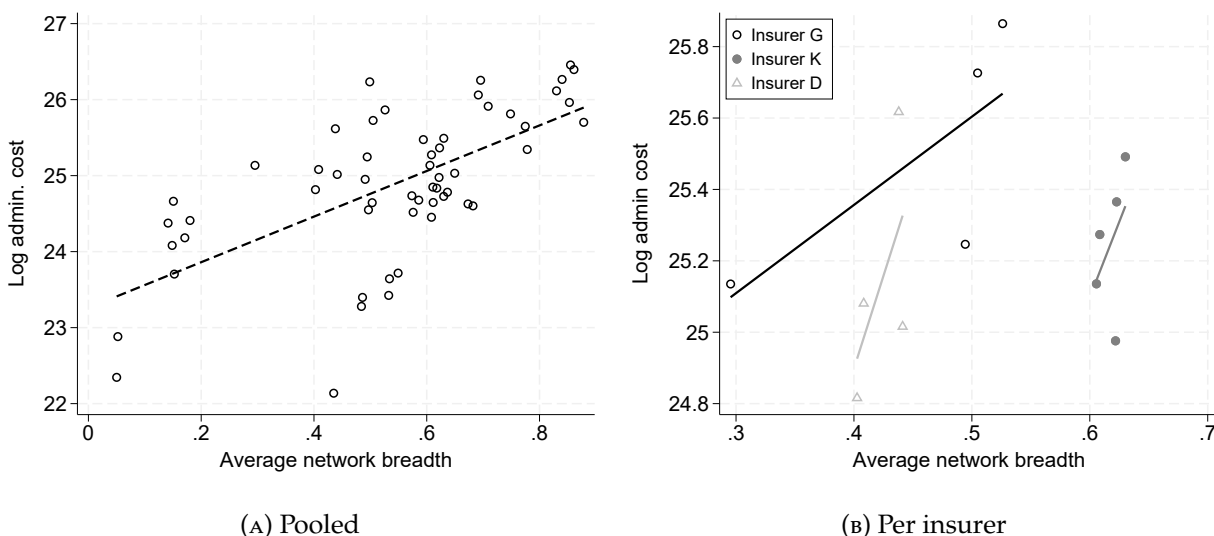 Log admin. cost
27
26
25
24
23
22
0 .2 .4 .6 .8
Average network breadth
(A) Pooled
Insurer G
Insurer K
Insurer D
Log admin cost
25.8
25.6
25.4
25.2
25
24.8
.3 .4 .5 .6 .7
Average network breadth
(B) Per insurer